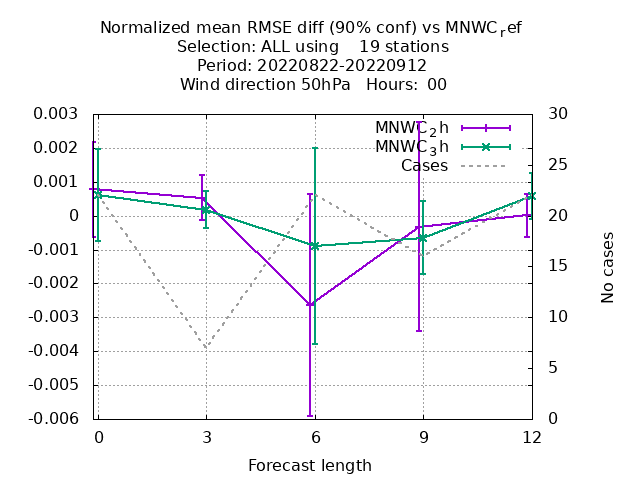 Normalized mean RMSE diff (90% conf) vs MNWC_ref
Selection: ALL using    19 stations
Period: 20220822-20220912
Wind direction 50hPa   Hours:  00
0.003
0.002
0.001
0
-0.001
-0.002
-0.003
-0.004
-0.005
-0.006
MNWC_2h
MNWC_3h
Cases
30
25
20
15
10
5
0
No cases
0 3 6 9 12
Forecast length